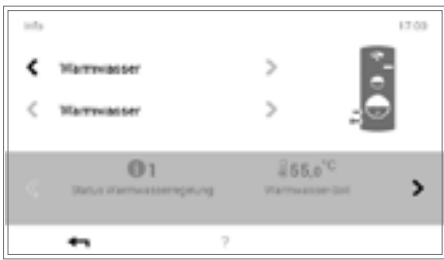 Info 17:03
Warmwasser
Warmwasser
1 55,0 °C
Status Warmwasserregelung Warmwasser-Soll
?